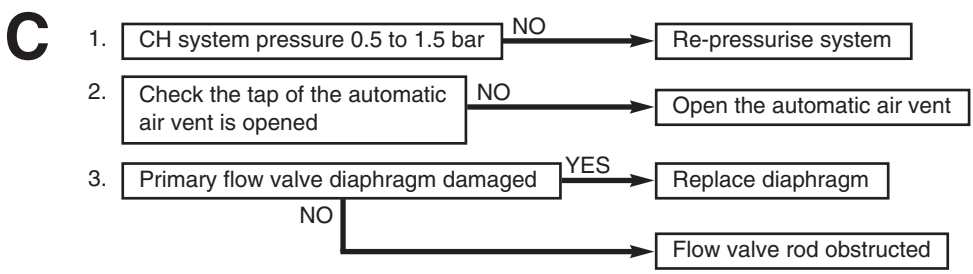 C
1. CH system pressure 0.5 to 1.5 bar
NO
Re-pressurise system
2. Check the tap of the automatic
air vent is opened
NO
Open the automatic air vent
3. Primary flow valve diaphragm damaged
YES
Replace diaphragm
NO
Flow valve rod obstructed